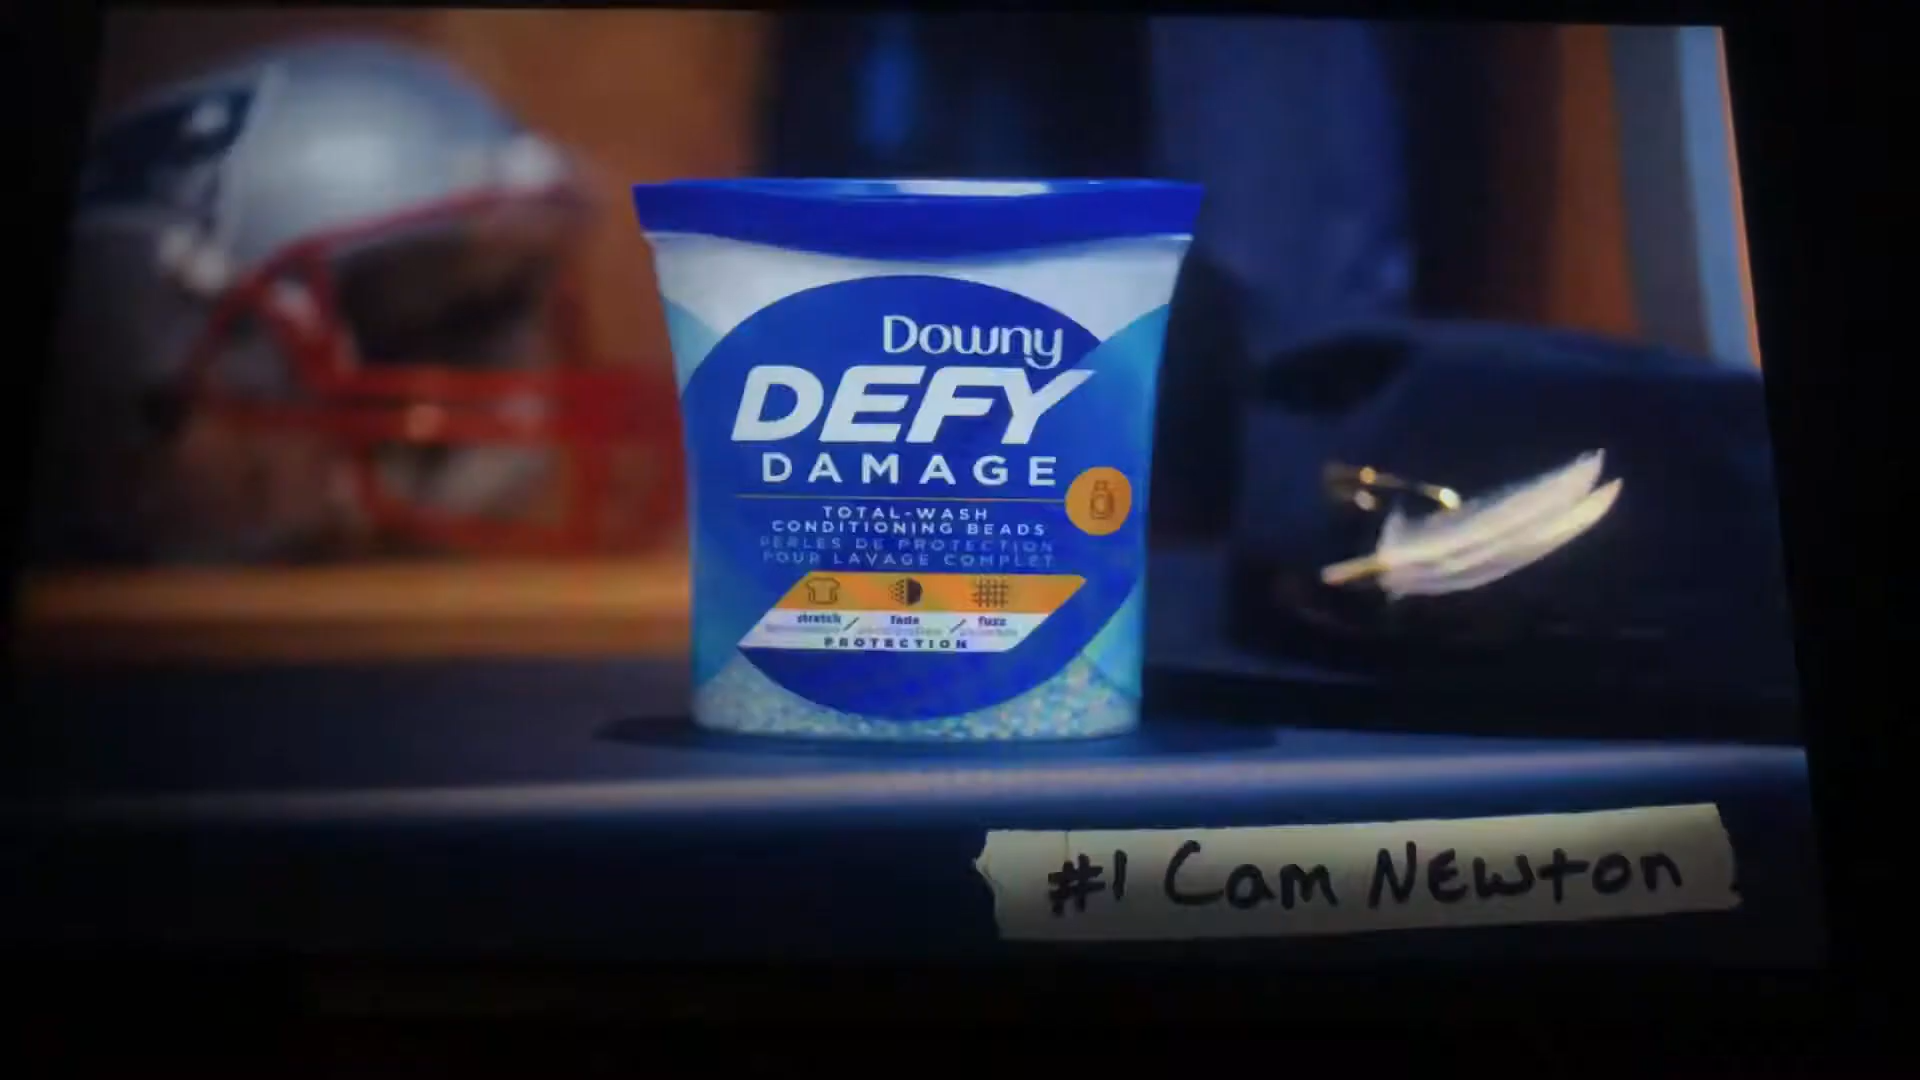 Downy
DEFY
DAMAGE
TOTAL-WASH
CONDITIONING BEADS
PERLES DE PROTECTION
POUR LAVAGE COMPLET
stretch / fade / fuzz
PROTECTION
#1 Cam Newton